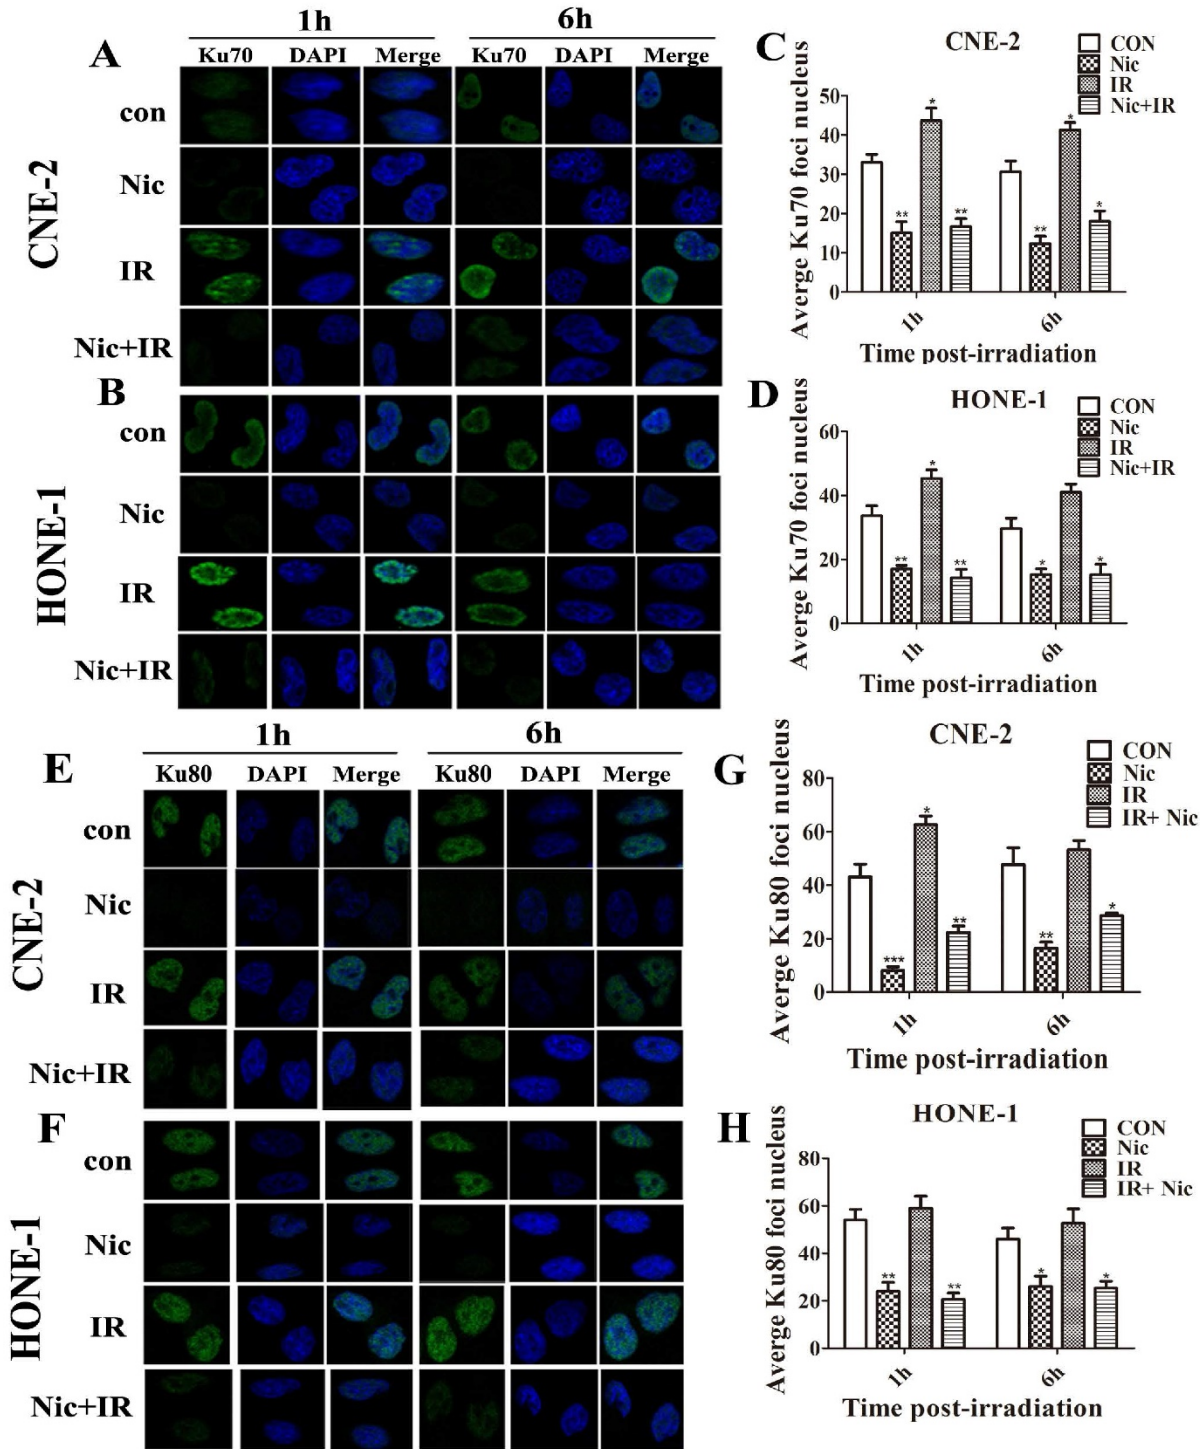 1h 6h
A Ku70 DAPI Merge Ku70 DAPI Merge
CNE-2
con
Nic
IR
Nic+IR
B
HONE-1
con
Nic
IR
Nic+IR
C
CNE-2
CON
Nic
IR
Nic+IR
Averge Ku70 foci nucleus
50
40
30
20
10
0
* ** ** * ** *
1h 6h
Time post-irradiation
D
HONE-1
CON
Nic
IR
Nic+IR
Averge Ku70 foci nucleus
60
40
20
0
* ** ** * *
1h 6h
Time post-irradiation
1h 6h
E Ku80 DAPI Merge Ku80 DAPI Merge
CNE-2
con
Nic
IR
Nic+IR
F
HONE-1
con
Nic
IR
Nic+IR
G
CNE-2
CON
Nic
IR
IR+ Nic
Averge Ku80 foci nucleus
80
60
40
20
0
*** * ** ** *
1h 6h
Time post-irradiation
H
HONE-1
CON
Nic
IR
IR+ Nic
Averge Ku80 foci nucleus
80
60
40
20
0
** ** * *
1h 6h
Time post-irradiation